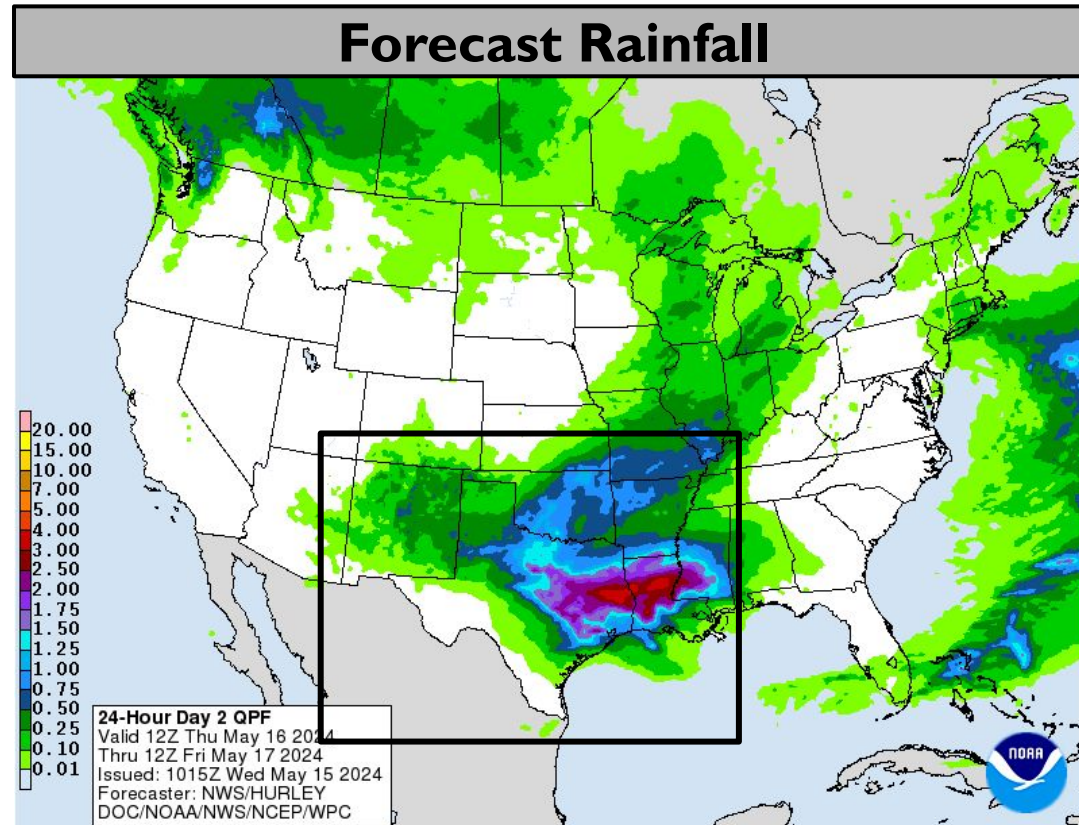 Forecast Rainfall
20.00
15.00
10.00
7.00
5.00
4.00
3.00
2.50
2.00
1.75
1.50
1.25
1.00
0.75
0.50
0.25
0.10
0.01
24-Hour Day 2 QPF
Valid 12Z Thu May 16 2024
Thru 12Z Fri May 17 2024
Issued: 1015Z Wed May 15 2024
Forecaster: NWS/HURLEY
DOC/NOAA/NWS/NCEP/WPC
NOAA